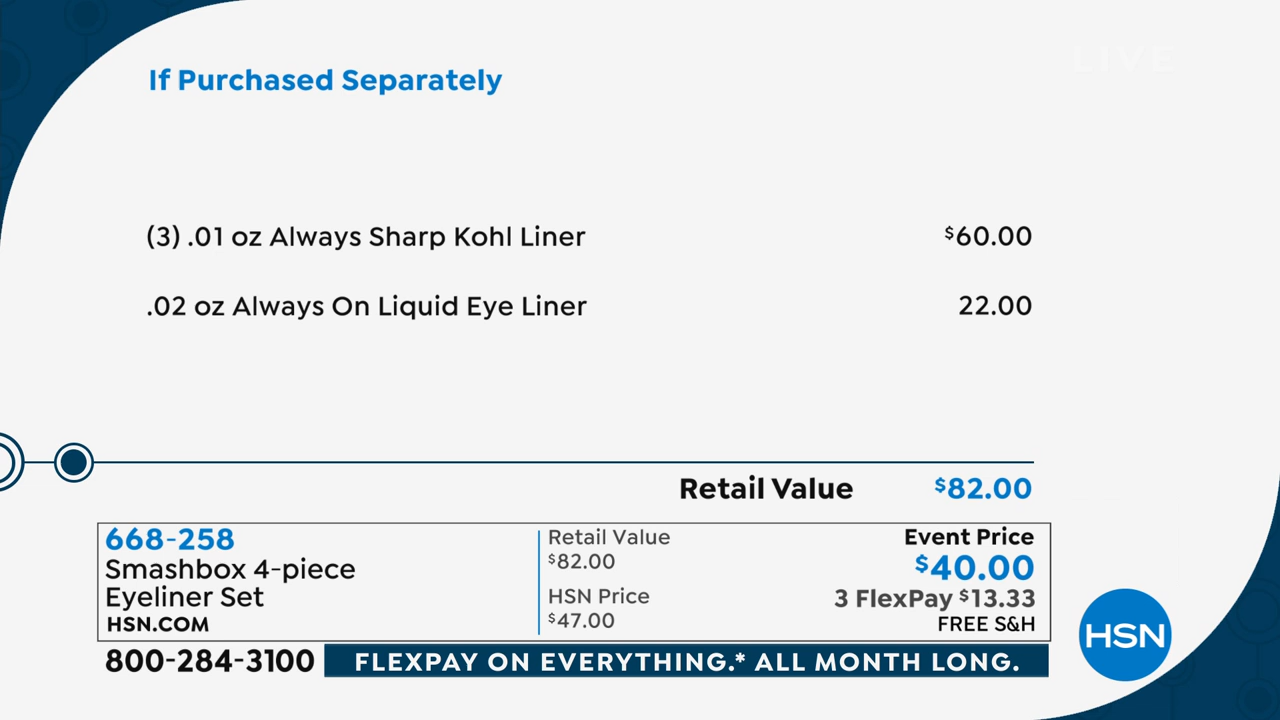 LIVE
If Purchased Separately
(3) .01 oz Always Sharp Kohl Liner $60.00
.02 oz Always On Liquid Eye Liner 22.00
Retail Value $82.00
668-258
Smashbox 4-piece
Eyeliner Set
HSN.COM
Retail Value
$82.00
HSN Price
$47.00
Event Price
$40.00
3 FlexPay $13.33
FREE S&H
HSN
800-284-3100 FLEXPAY ON EVERYTHING.* ALL MONTH LONG.